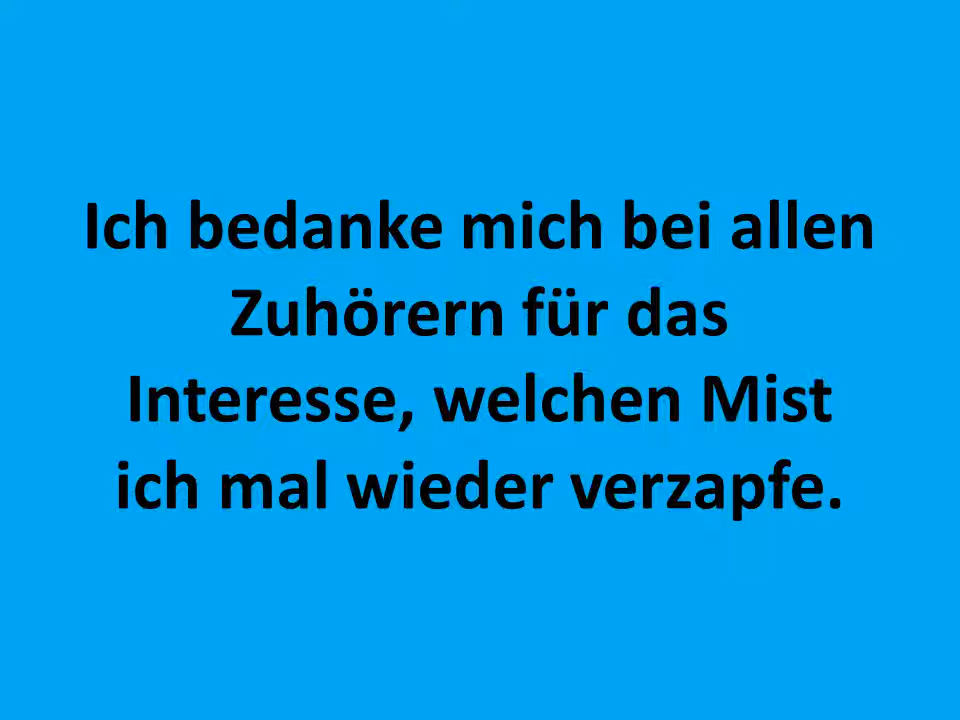 Ich bedanke mich bei allen
Zuhörern für das
Interesse, welchen Mist
ich mal wieder verzapfe.